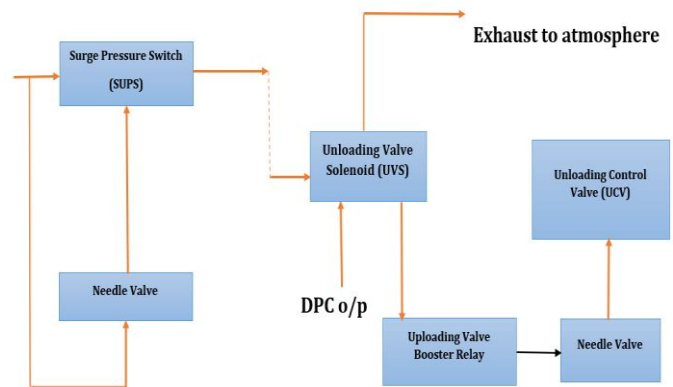 Surge Pressure Switch
(SUPS)
Exhaust to atmosphere
Unloading Valve
Solenoid (UVS)
Unloading Control
Valve (UCV)
Needle Valve
DPC o/p
Uploading Valve
Booster Relay
Needle Valve